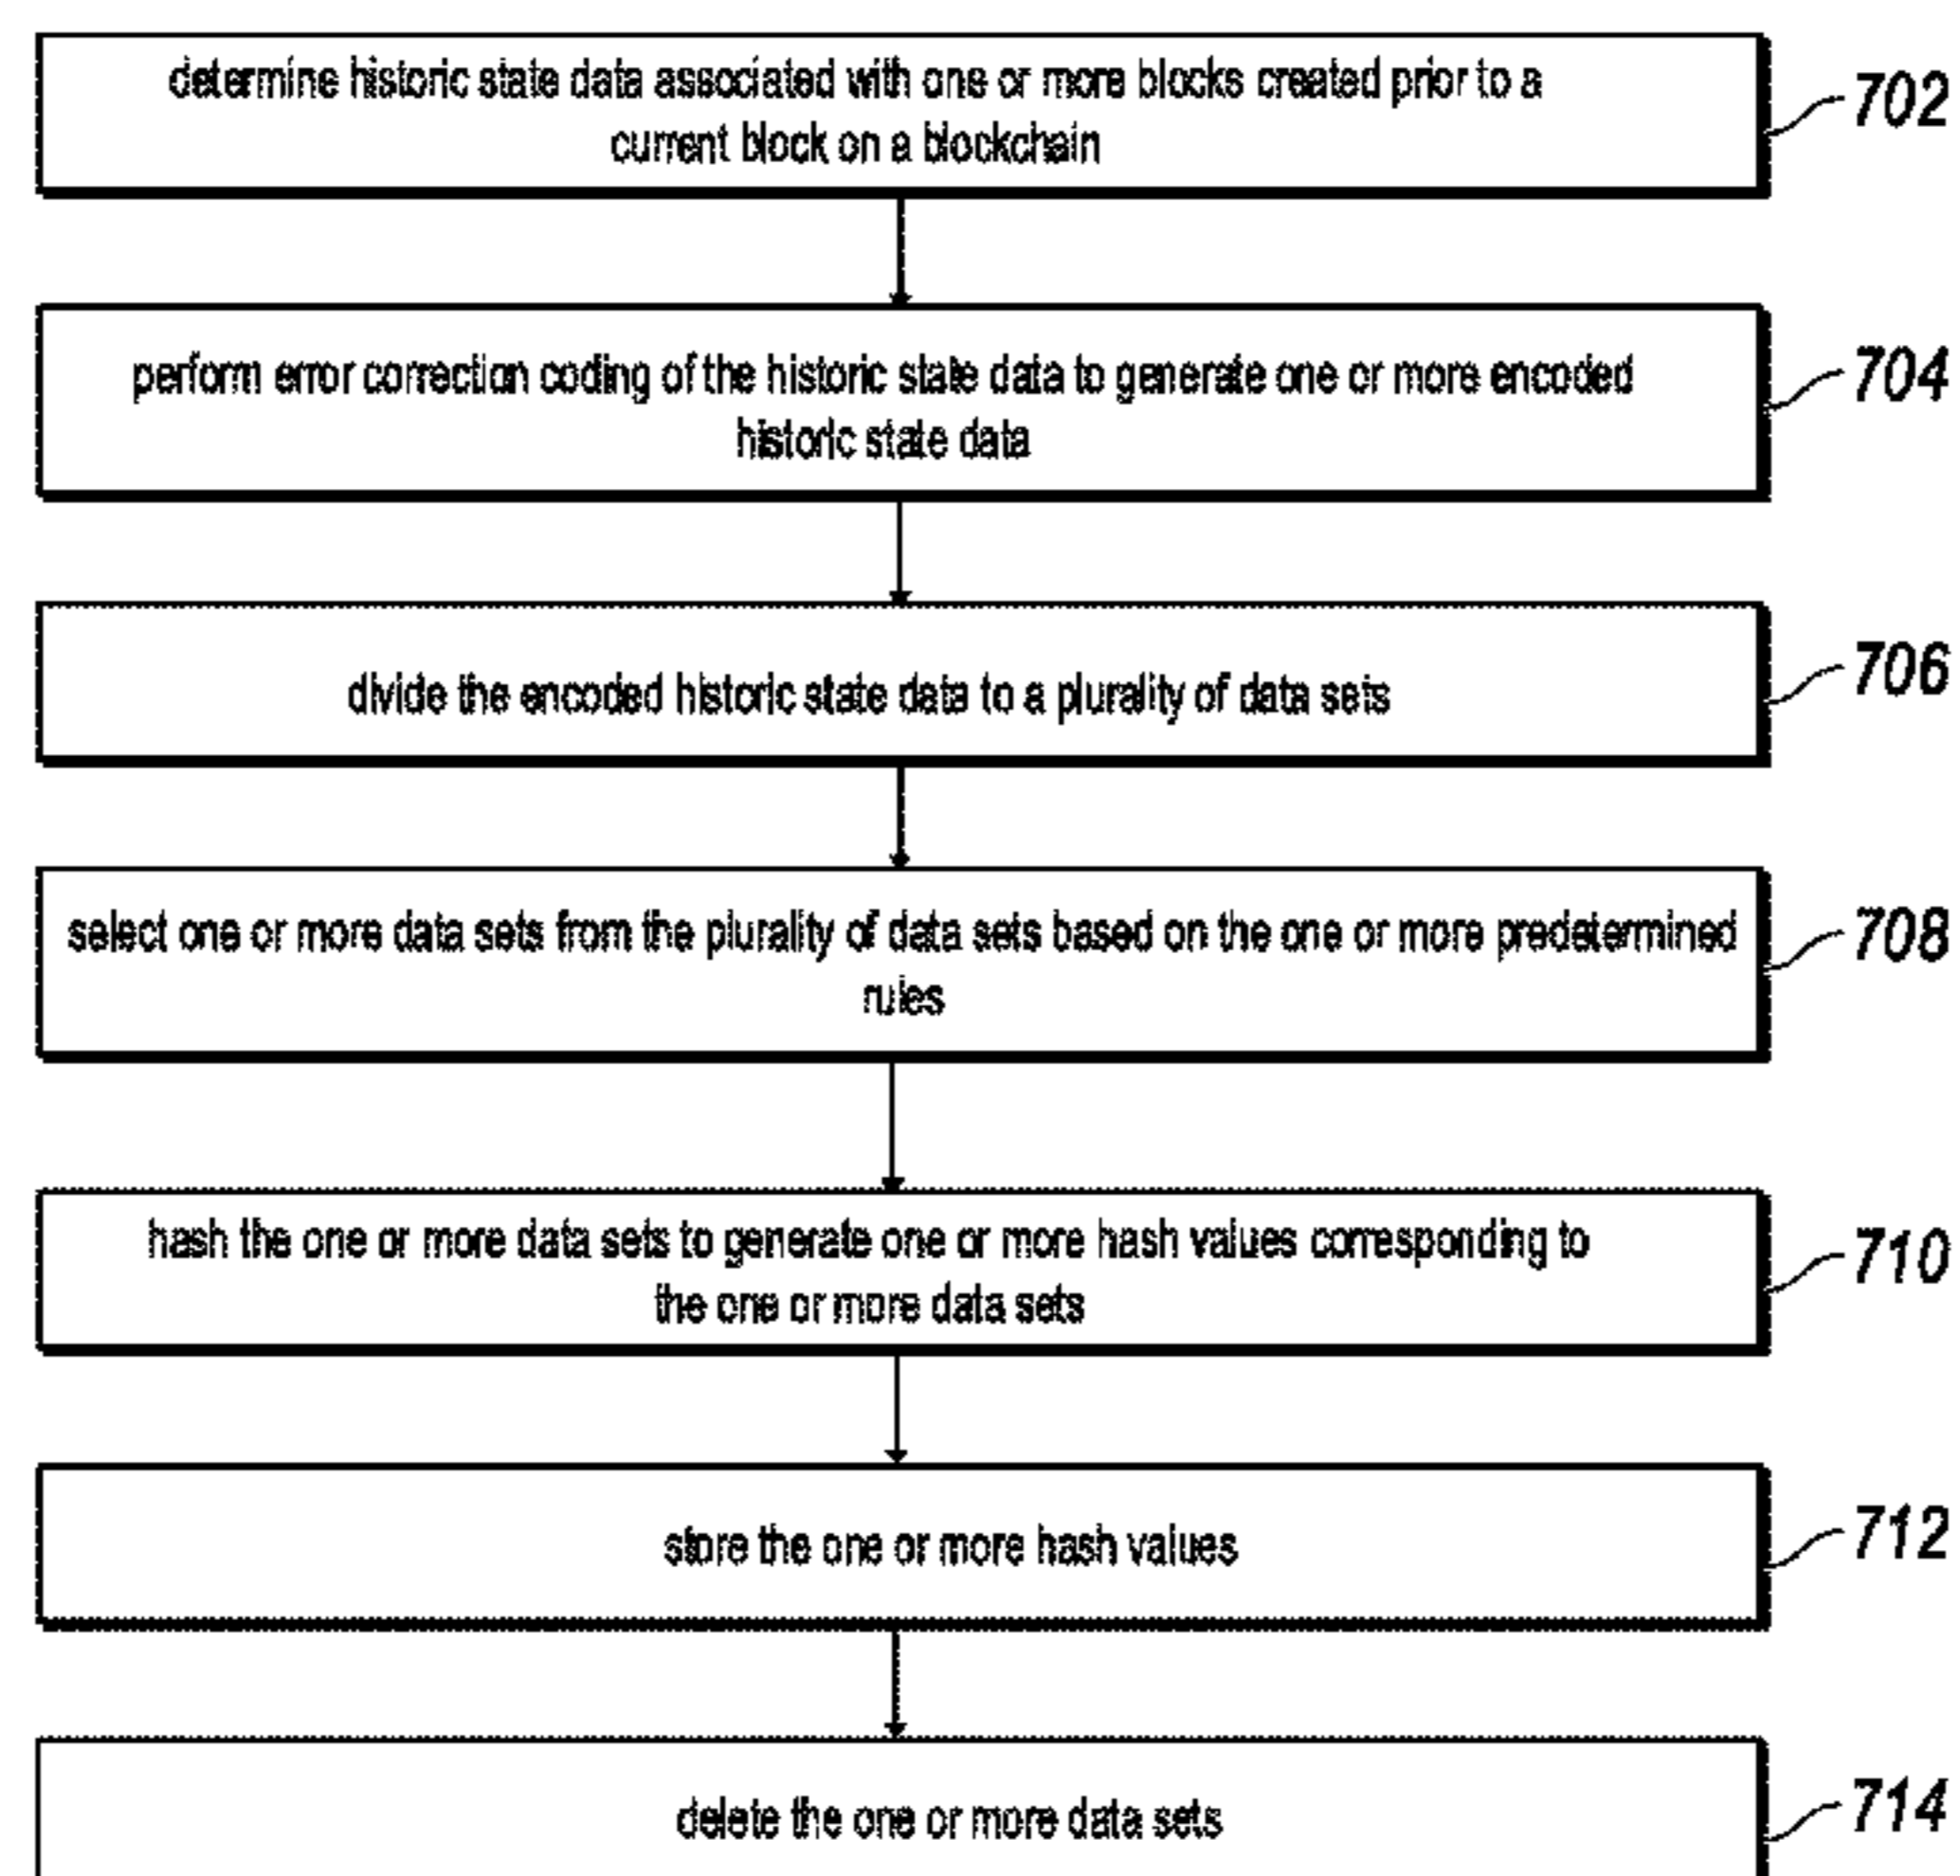 determine historic state data associated with one or more blocks created prior to a
current block on a blockchain
702
perform error correction coding of the historic state data to generate one or more encoded
historic state data
704
divide the encoded historic state data to a plurality of data sets
706
select one or more data sets from the plurality of data sets based on the one or more predetermined
rules
708
hash the one or more data sets to generate one or more hash values corresponding to
the one or more data sets
710
store the one or more hash values
712
delete the one or more data sets
714